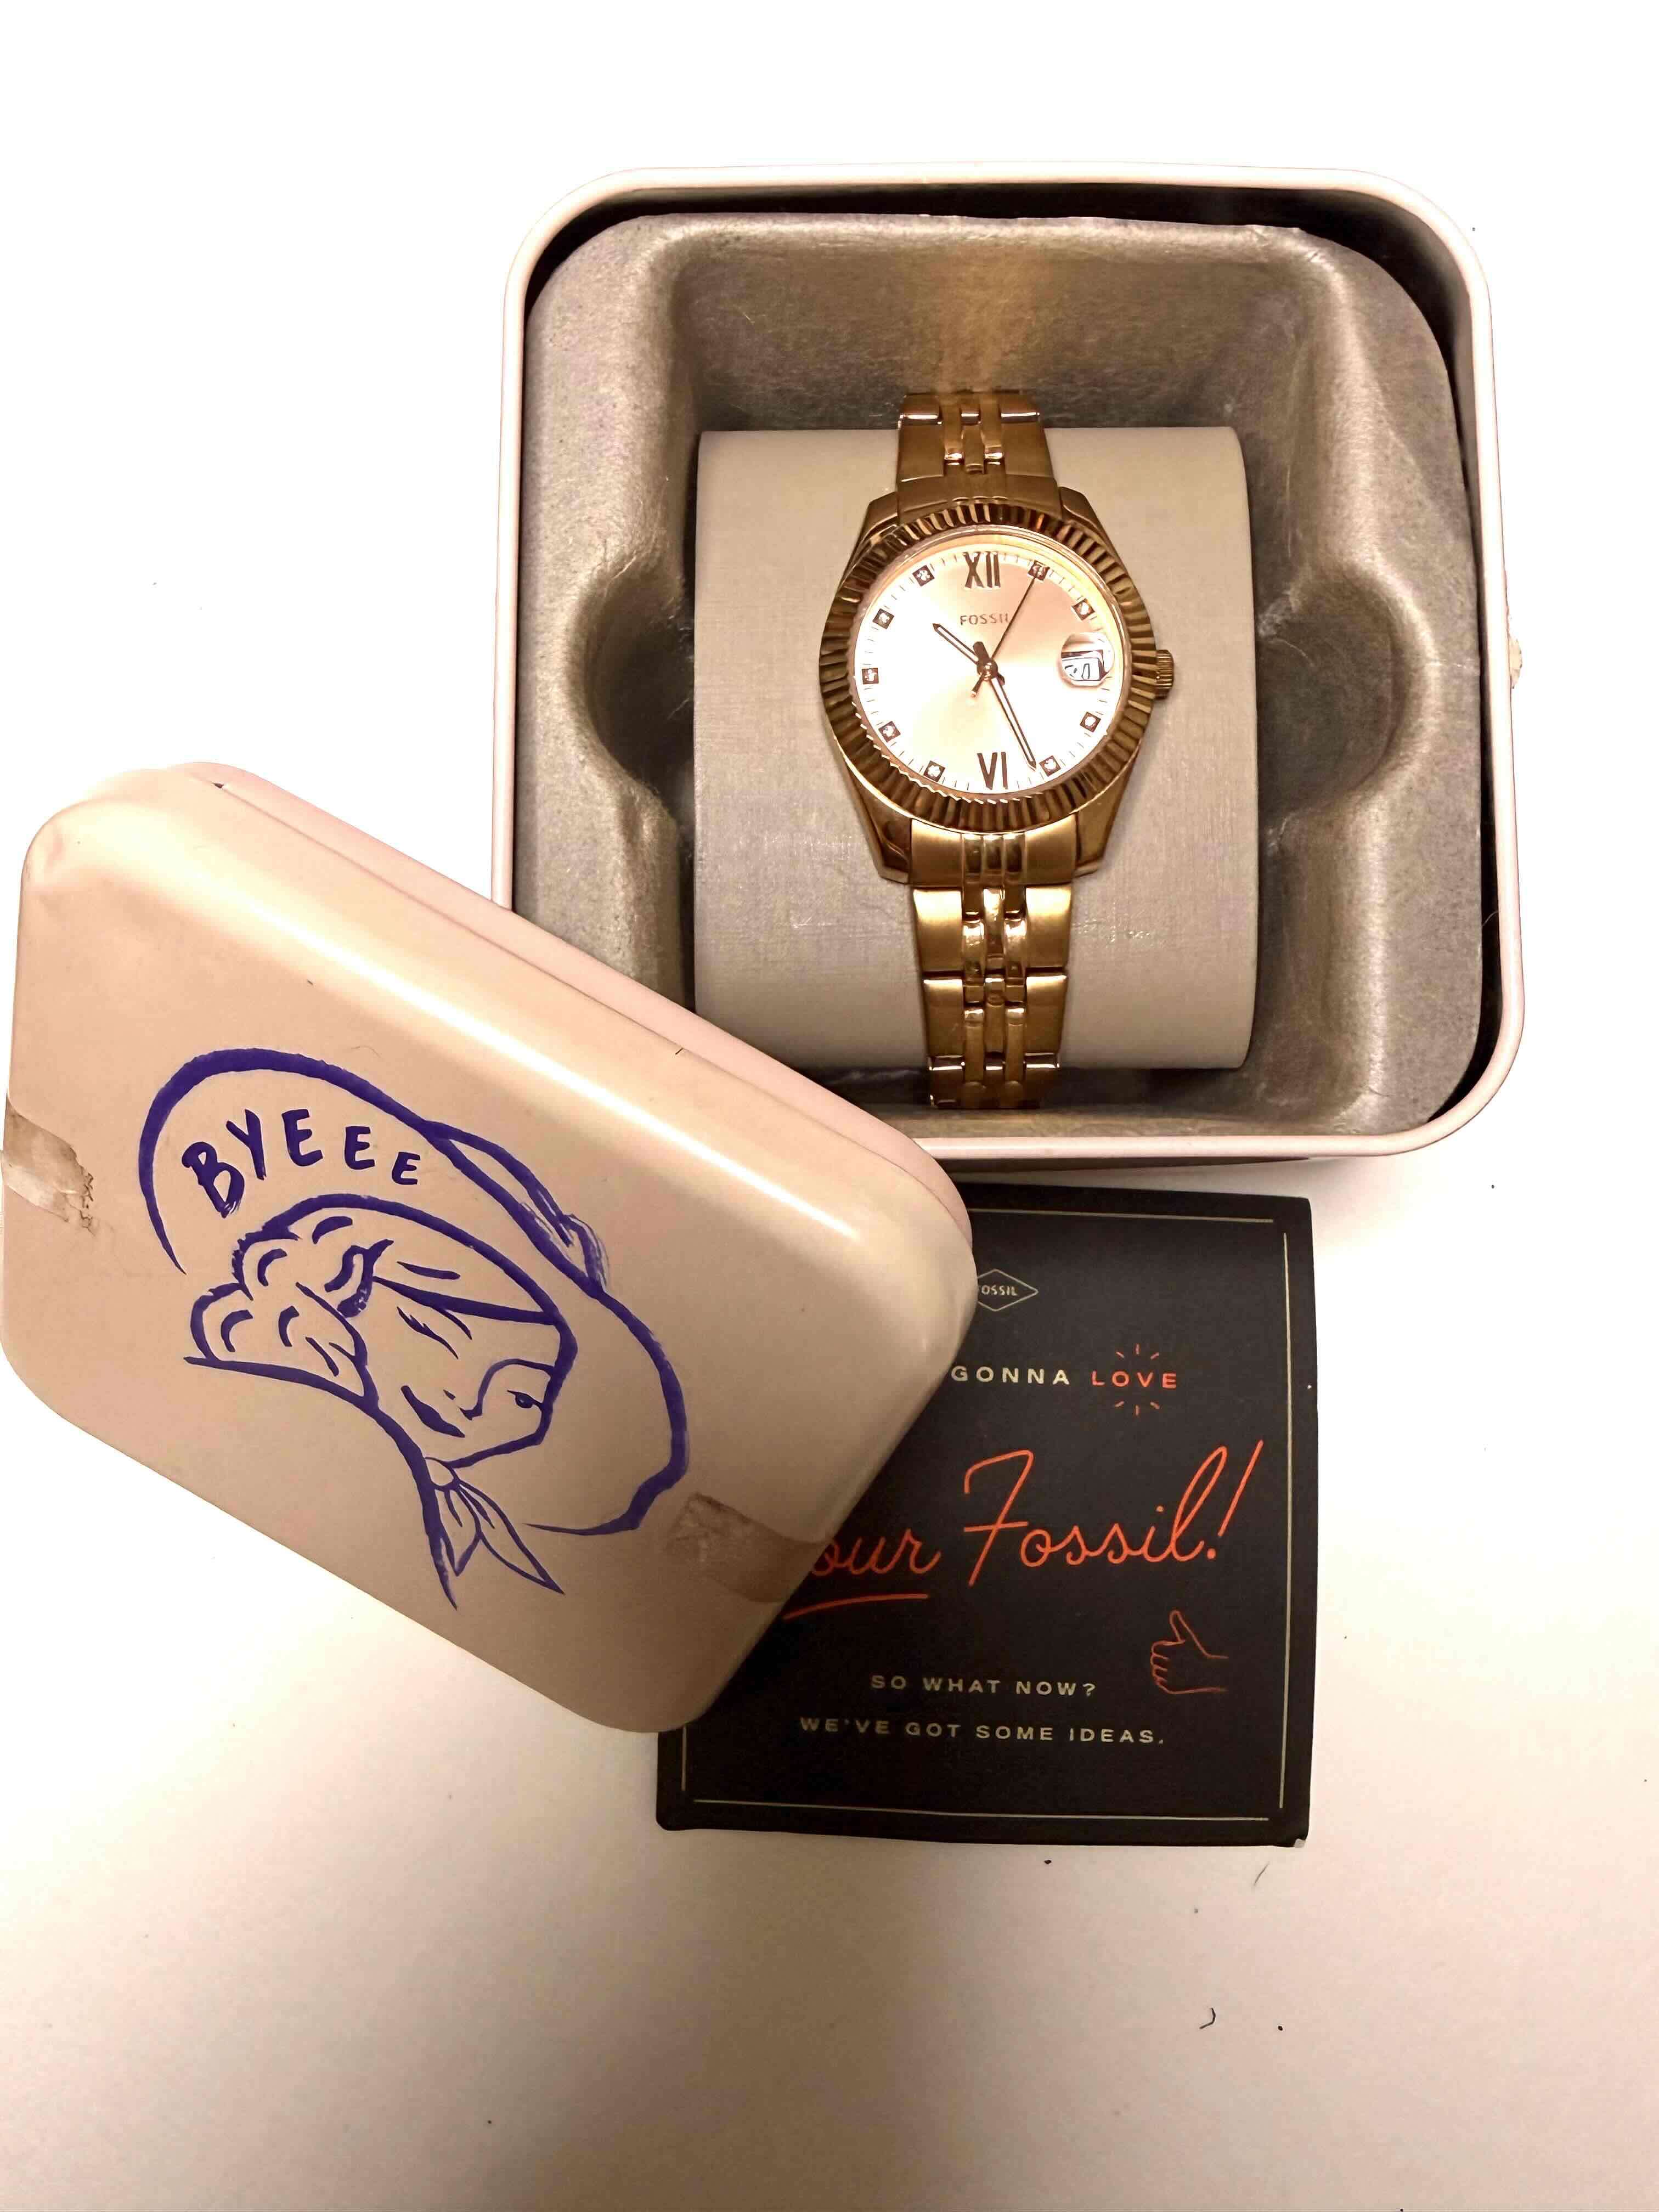 XII
FOSSIL
VI
BYEEE
FOSSIL
GONNA LOVE
our Fossil!
SO WHAT NOW?
WE'VE GOT SOME IDEAS.